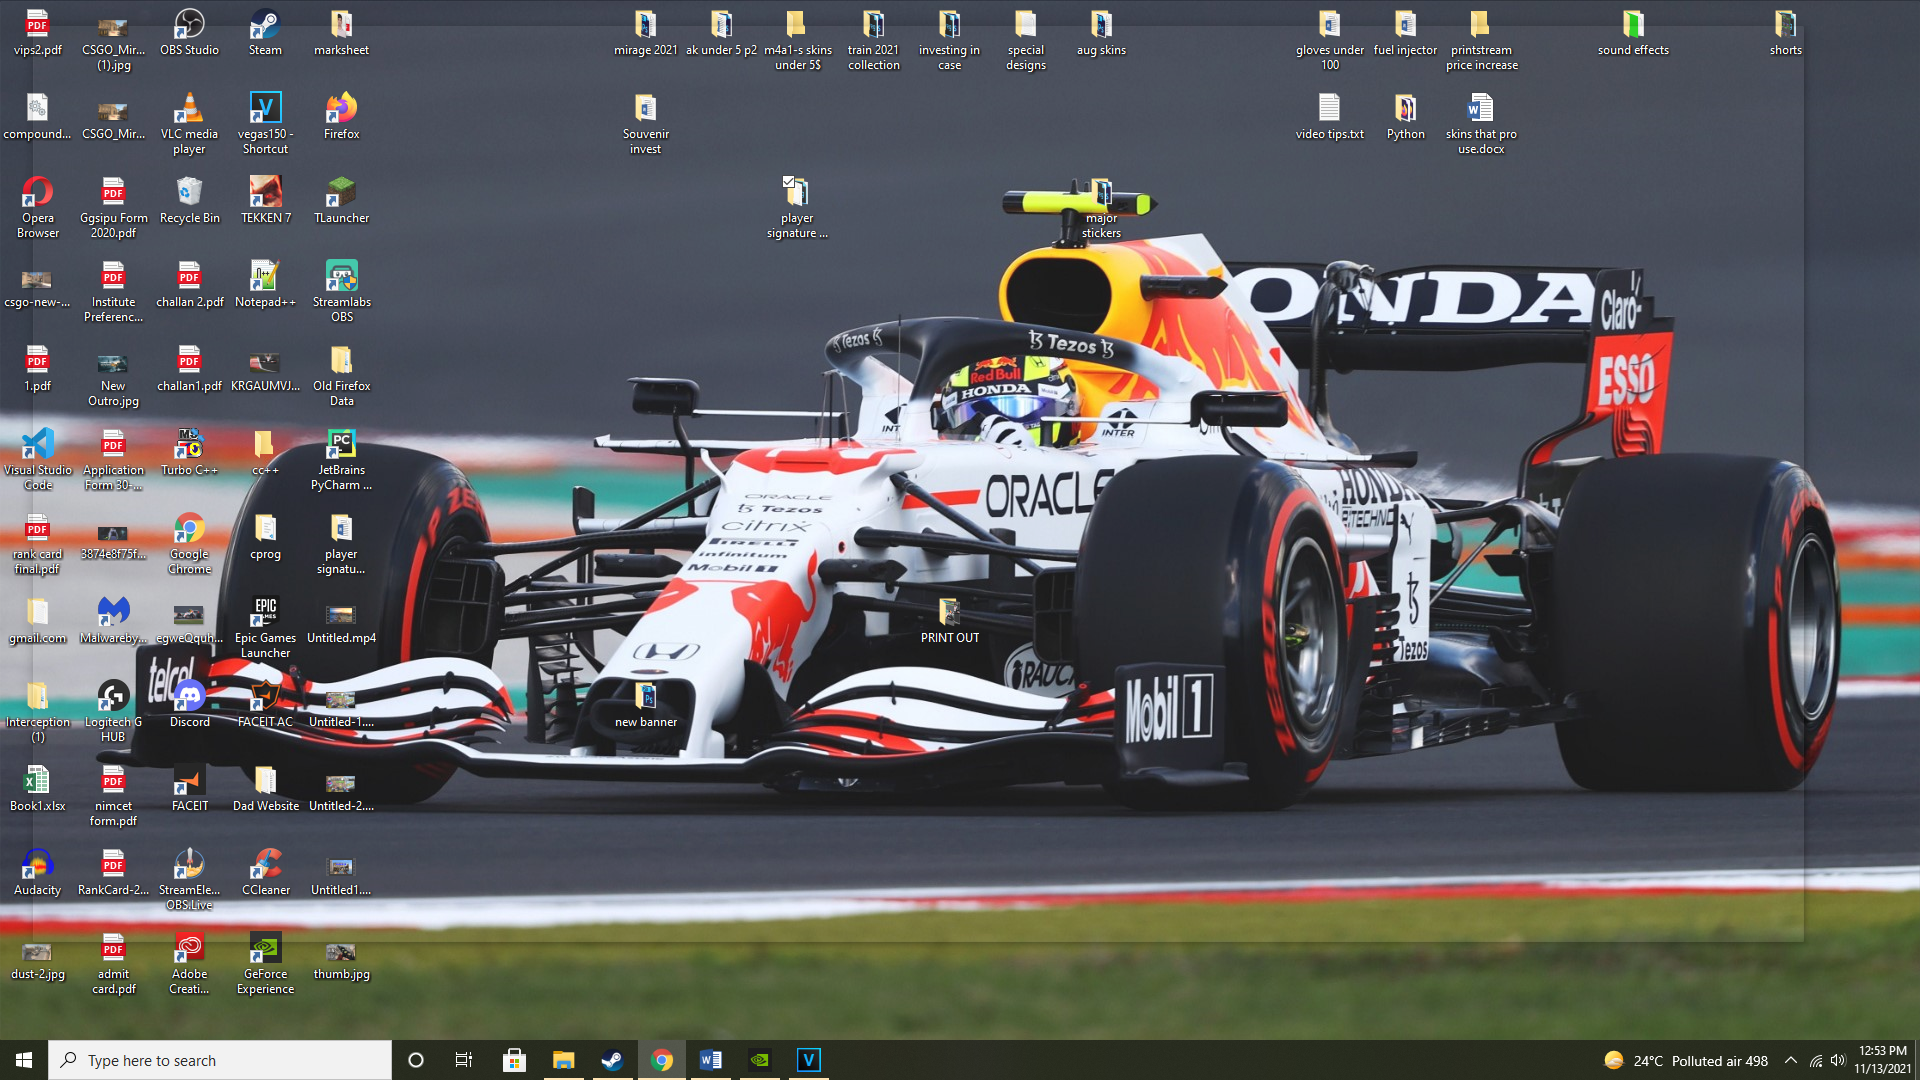 vips2.pdf
CSGO_Mir...
(1).jpg
OBS Studio
Steam
marksheet
mirage 2021
ak under 5 p2
m4a1-s skins
under 5$
train 2021
collection
investing in
case
special
designs
aug skins
gloves under
100
fuel injector
printstream
price increase
sound effects
shorts
compound...
CSGO_Mir...
VLC media
player
vegas150 -
Shortcut
Firefox
Souvenir
invest
video tips.txt
Python
skins that pro
use.docx
Opera
Browser
Ggsipu Form
2020.pdf
Recycle Bin
TEKKEN 7
TLauncher
player
signature ...
major
stickers
csgo-new-...
Institute
Preferenc...
challan 2.pdf
Notepad++
Streamlabs
OBS
1.pdf
New
Outro.jpg
challan1.pdf
KRGAUMVJ...
Old Firefox
Data
Visual Studio
Code
Application
Form 30-...
Turbo C++
cc++
JetBrains
PyCharm ...
rank card
final.pdf
3874e8f75f...
Google
Chrome
cprog
player
signatu...
gmail.com
Malwareby...
egweQquh...
Epic Games
Launcher
Untitled.mp4
PRINT OUT
Interception
(1)
Logitech G
HUB
Discord
FACEIT AC
Untitled-1....
new banner
Book1.xlsx
nimcet
form.pdf
FACEIT
Dad Website
Untitled-2....
Audacity
RankCard-2...
StreamEle...
OBS.Live
CCleaner
Untitled1....
dust-2.jpg
admit
card.pdf
Adobe
Creati...
GeForce
Experience
thumb.jpg
HONDA
Claro-
ESSO
Tezos
Tezos
Red Bull
HONDA
INTER
ORACLE
ORACLE
Tezos
citrix
PIRELLI
infinitum
Mobil 1
HONDA
Tezos
telcel
RAUC
Mobil 1
Type here to search
24°C Polluted air 498
12:53 PM
11/13/2021